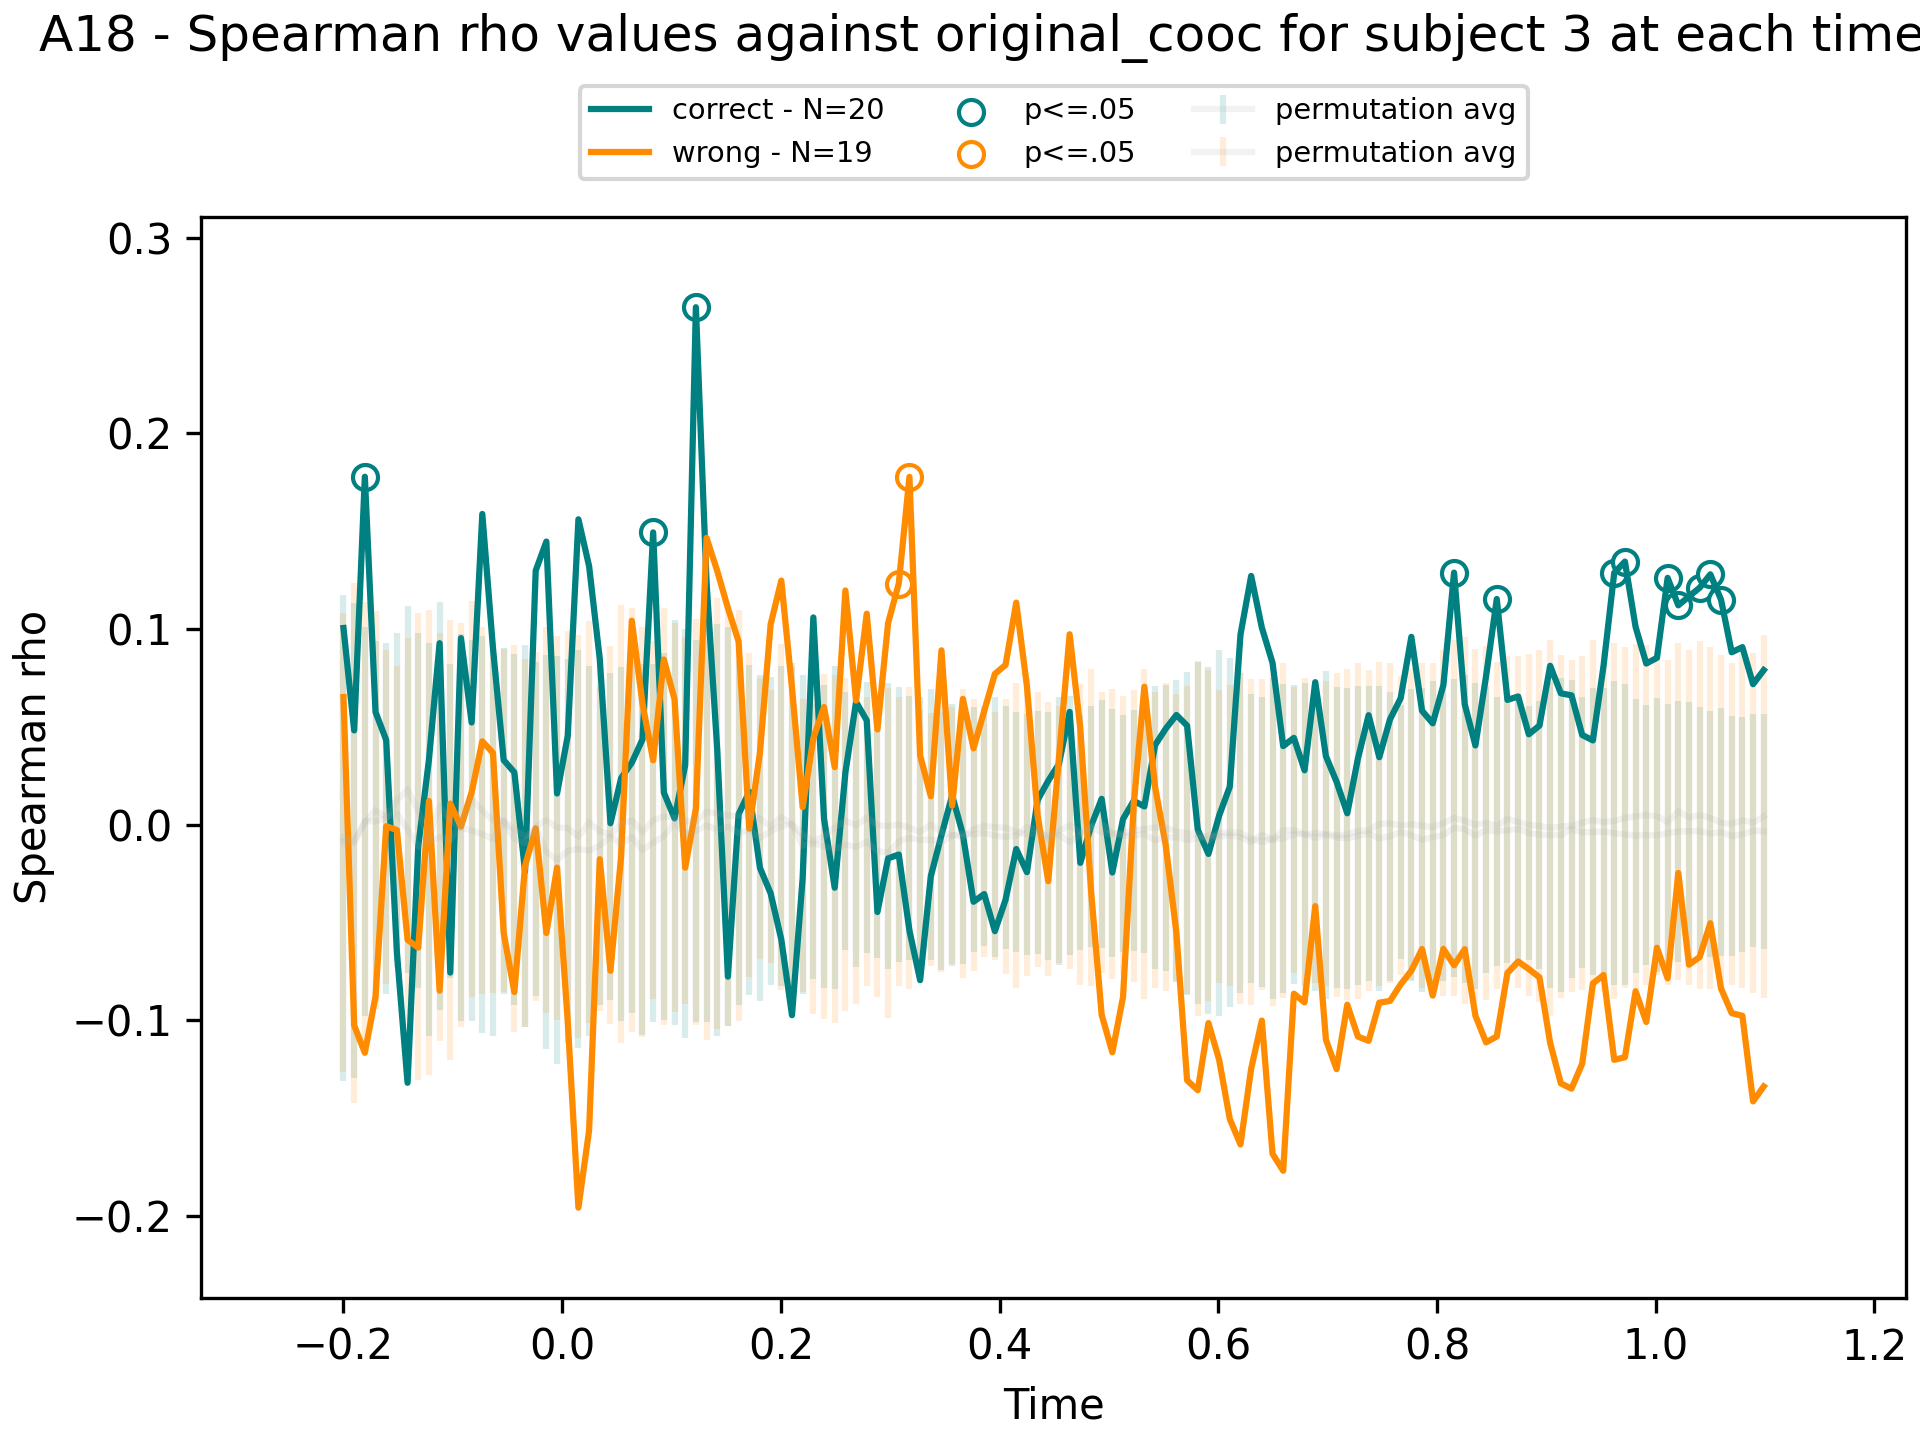 A18 - Spearman rho values against original_cooc for subject 3 at each time
correct - N=20
wrong - N=19
p<=.05
p<=.05
permutation avg
permutation avg
Spearman rho
0.3
0.2
0.1
0.0
−0.1
−0.2
−0.2 0.0 0.2 0.4 0.6 0.8 1.0 1.2
Time